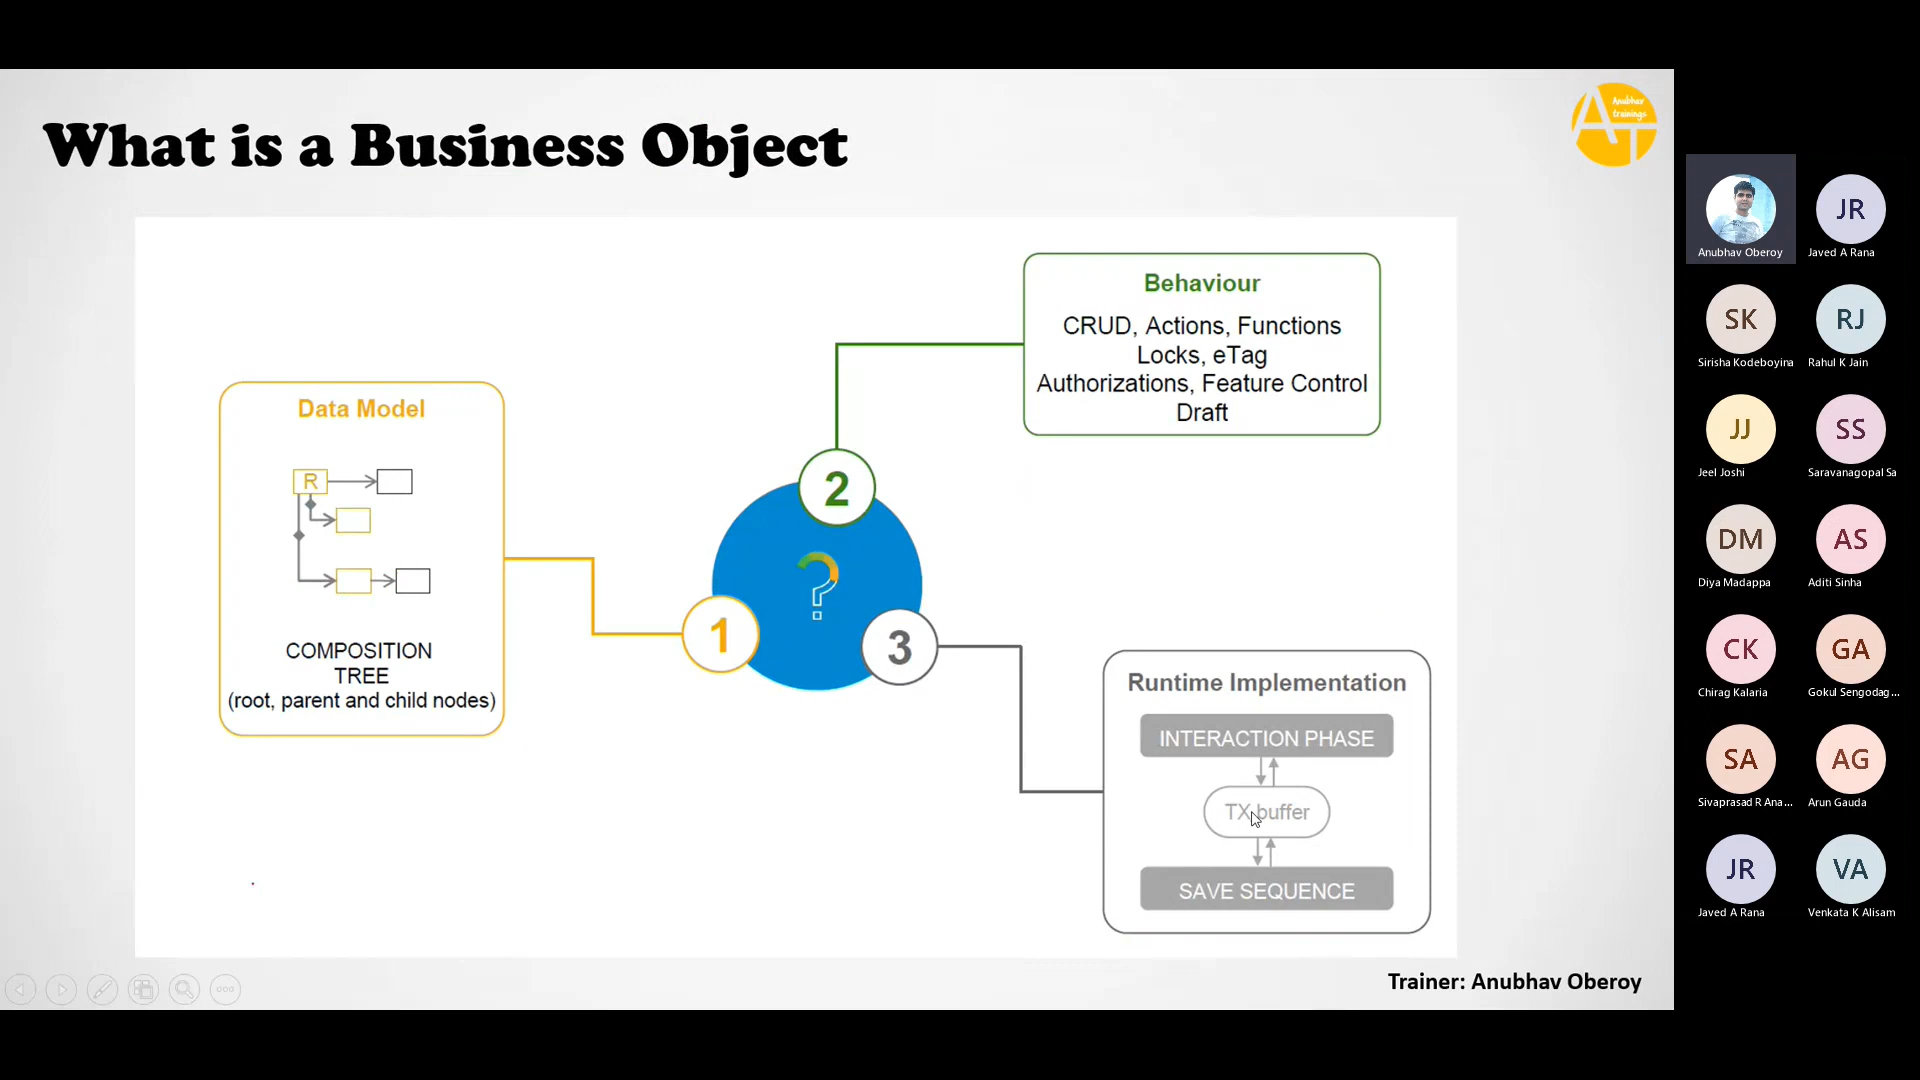 What is a Business Object
Anubhav
trainings
Behaviour
CRUD, Actions, Functions
Locks, eTag
Authorizations, Feature Control
Draft
Data Model
R
COMPOSITION
TREE
(root, parent and child nodes)
1
2
3
?
Runtime Implementation
INTERACTION PHASE
TX buffer
SAVE SEQUENCE
Trainer: Anubhav Oberoy
Anubhav Oberoy
JR
Javed A Rana
SK
Sirisha Kodeboyina
RJ
Rahul K Jain
JJ
Jeel Joshi
SS
Saravanagopal Sa
DM
Diya Madappa
AS
Aditi Sinha
CK
Chirag Kalaria
GA
Gokul Sengodag...
SA
Sivaprasad R Ana...
AG
Arun Gauda
JR
Javed A Rana
VA
Venkata K Alisam